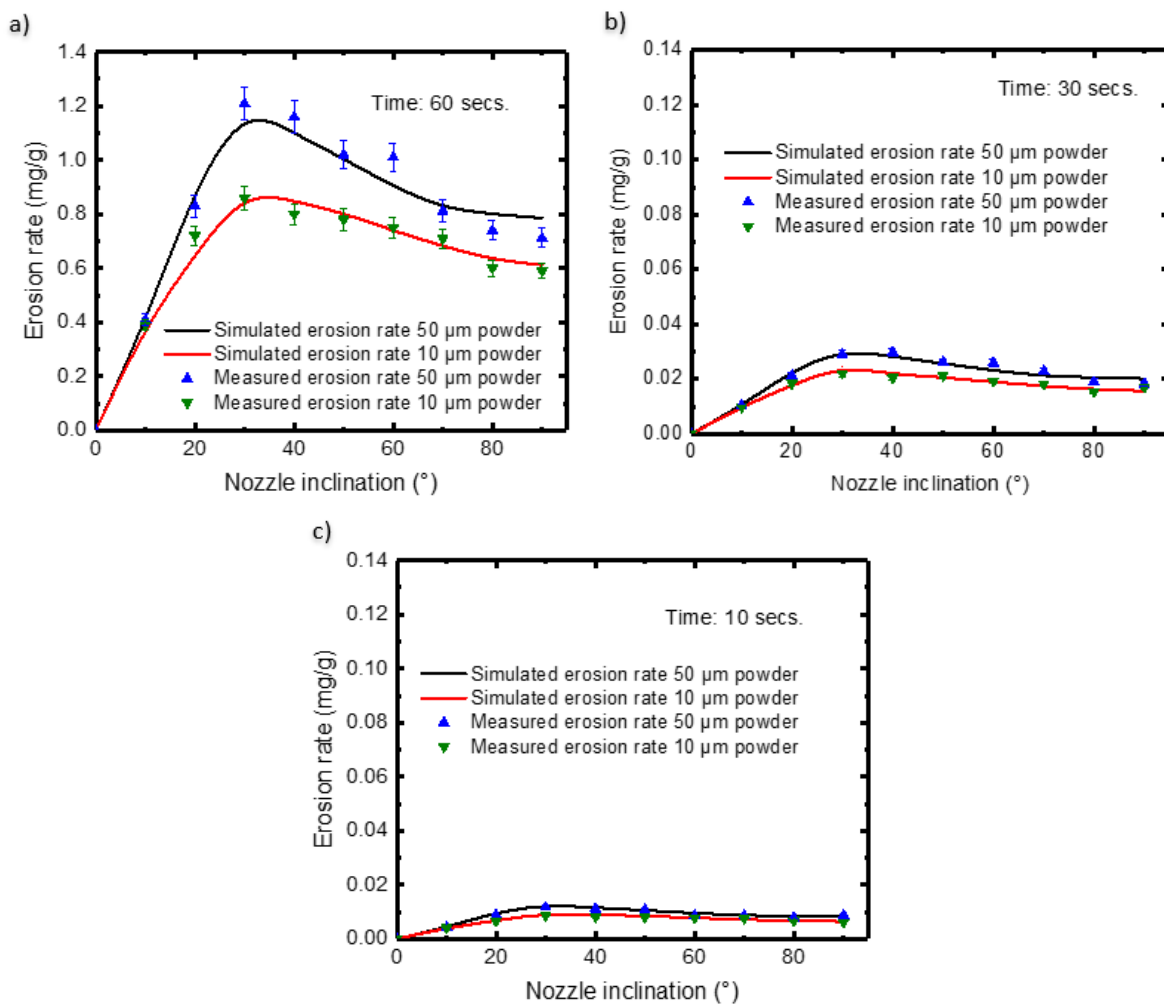 a)
1.4
1.2
1.0
0.8
0.6
0.4
0.2
0.0
Erosion rate (mg/g)
Time: 60 secs.
Simulated erosion rate 50 µm powder
Simulated erosion rate 10 µm powder
Measured erosion rate 50 µm powder
Measured erosion rate 10 µm powder
0 20 40 60 80
Nozzle inclination (°)
b)
0.14
0.12
0.10
0.08
0.06
0.04
0.02
0.00
Erosion rate (mg/g)
Time: 30 secs.
Simulated erosion rate 50 µm powder
Simulated erosion rate 10 µm powder
Measured erosion rate 50 µm powder
Measured erosion rate 10 µm powder
0 20 40 60 80
Nozzle inclination (°)
c)
0.14
0.12
0.10
0.08
0.06
0.04
0.02
0.00
Erosion rate (mg/g)
Time: 10 secs.
Simulated erosion rate 50 µm powder
Simulated erosion rate 10 µm powder
Measured erosion rate 50 µm powder
Measured erosion rate 10 µm powder
0 20 40 60 80
Nozzle inclination (°)